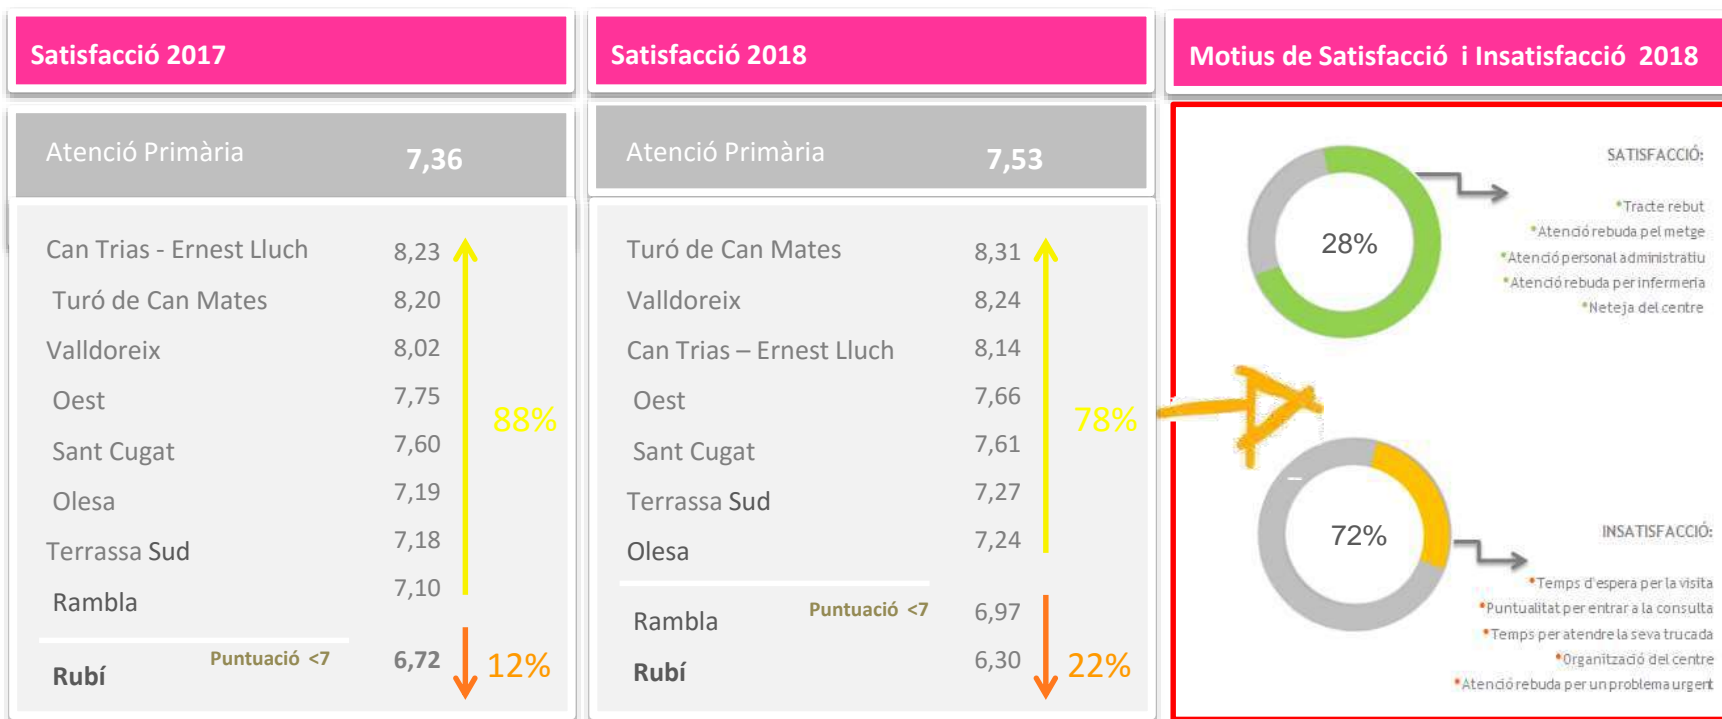 Satisfacció 2017
Atenció Primària 7,36
Can Trias - Ernest Lluch 8,23
Turó de Can Mates 8,20
Valldoreix 8,02
Oest 7,75
Sant Cugat 7,60
Olesa 7,19
Terrassa Sud 7,18
Rambla 7,10
88%
Puntuació <7
Rubí 6,72
12%
Satisfacció 2018
Atenció Primària 7,53
Turó de Can Mates 8,31
Valldoreix 8,24
Can Trias – Ernest Lluch 8,14
Oest 7,66
Sant Cugat 7,61
Terrassa Sud 7,27
Olesa 7,24
78%
Rambla Puntuació <7 6,97
Rubí 6,30
22%
Motius de Satisfacció i Insatisfacció 2018
28%
SATISFACCIÓ:
*Tracte rebut
*Atenció rebuda pel metge
*Atenció personal administratiu
*Atenció rebuda per infermeria
*Neteja del centre
72%
INSATISFACCIÓ:
*Temps d'espera per la visita
*Puntualitat per entrar a la consulta
*Temps per atendre la seva trucada
*Organització del centre
*Atenció rebuda per un problema urgent